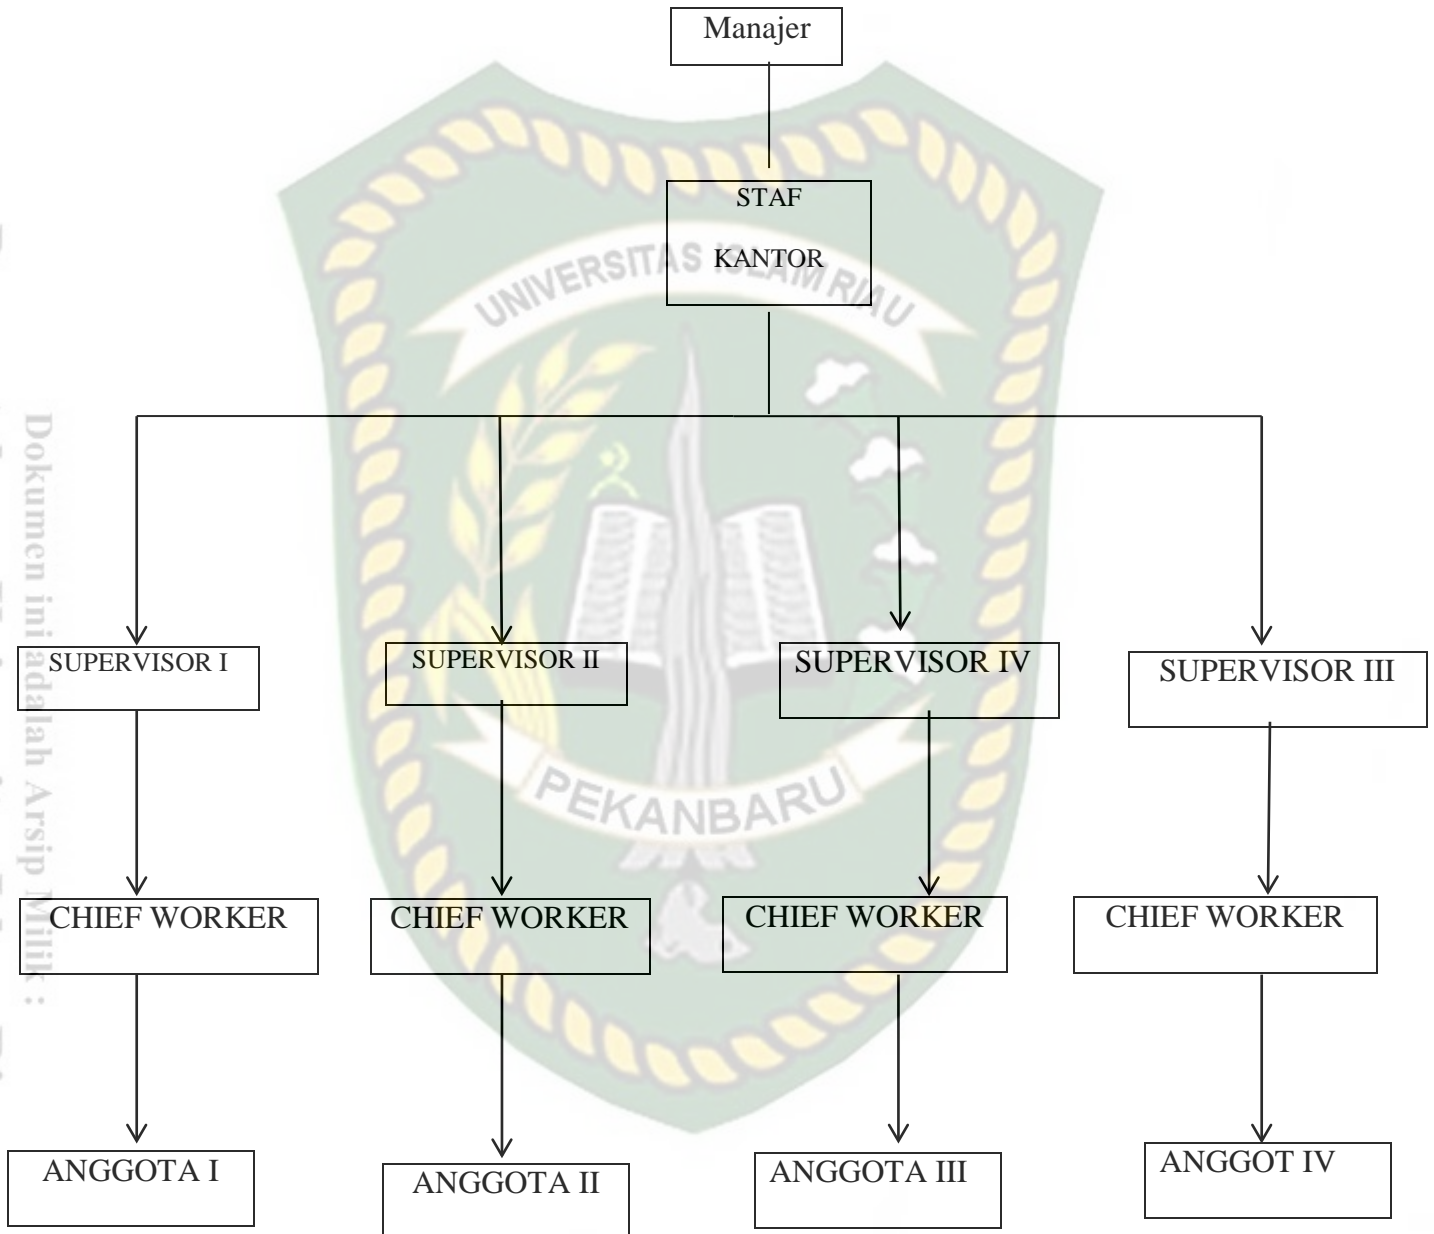 Manajer
STAF
KANTOR
UNIVERSITAS ISLAM RIAU
SUPERVISOR I
SUPERVISOR II
SUPERVISOR IV
SUPERVISOR III
PEKANBARU
CHIEF WORKER
CHIEF WORKER
CHIEF WORKER
CHIEF WORKER
ANGGOTA I
ANGGOTA II
ANGGOTA III
ANGGOT IV
Dokumen ini adalah Arsip Milik :